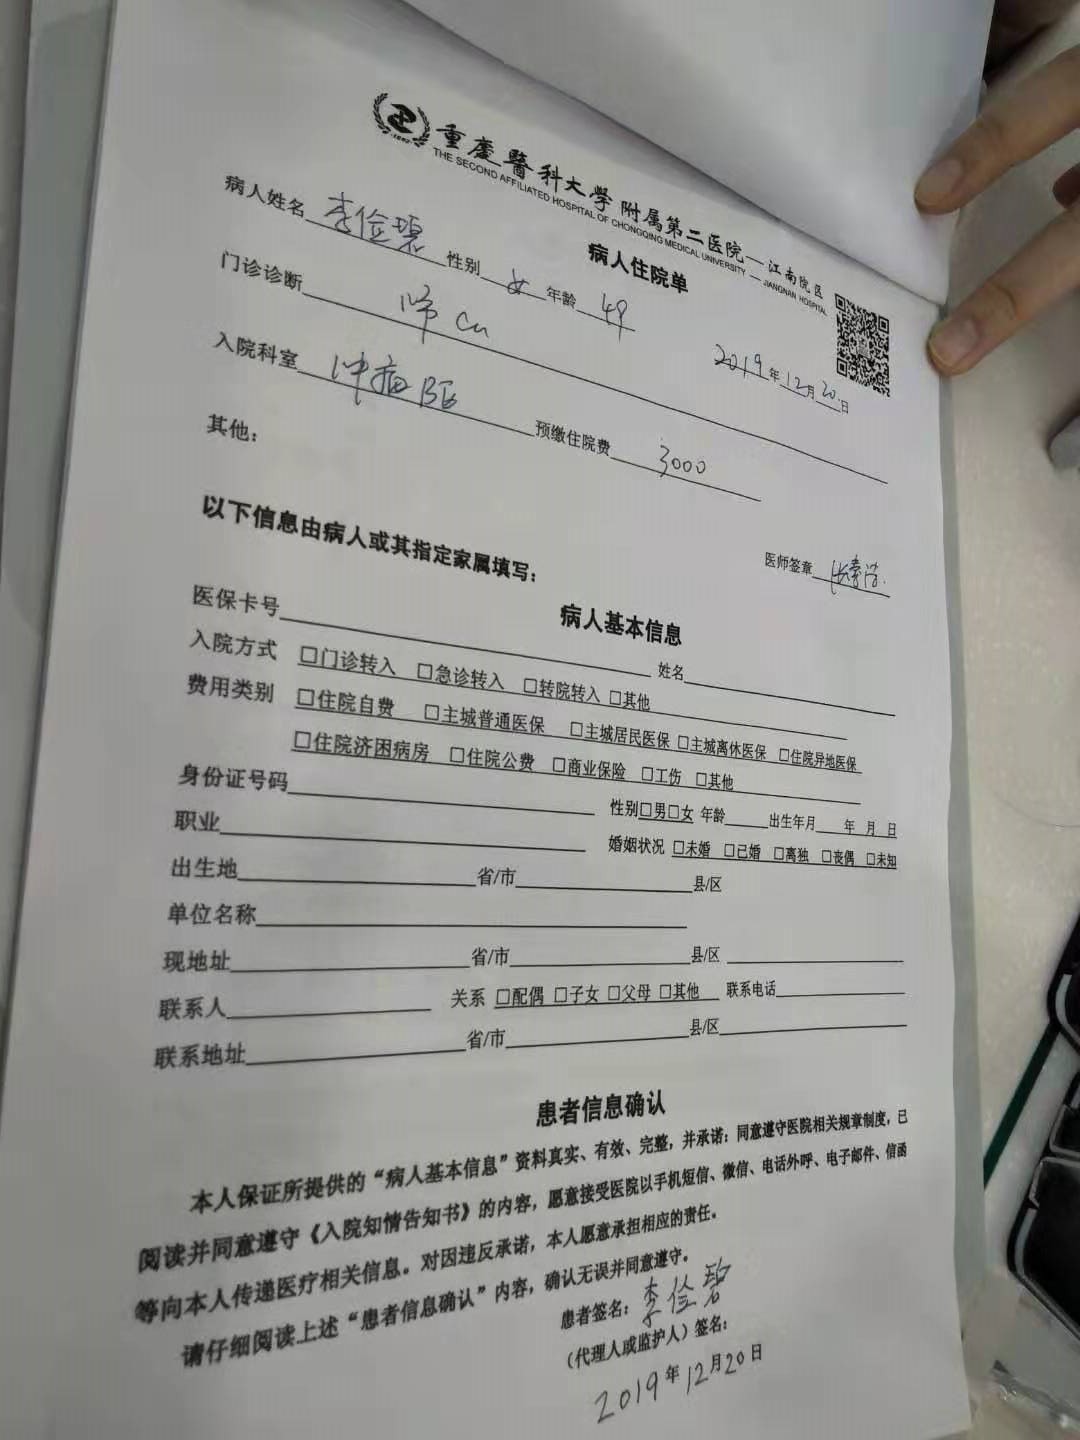 重慶醫科大學附属第二医院—江南院区
THE SECOND AFFILIATED HOSPITAL OF CHONGQING MEDICAL UNIVERSITY — JIANGNAN HOSPITAL
病人住院单
病人姓名 李俭碧 性别 女 年龄 49
2019年12月20日
门诊诊断 Ca
入院科室 肿瘤 预缴住院费 3000
其他：
医师签章
以下信息由病人或其指定家属填写：
病人基本信息
医保卡号 姓名
入院方式 □门诊转入 □急诊转入 □转院转入 □其他
费用类别 □住院自费 □主城普通医保 □主城居民医保 □主城离休医保 □住院异地医保
□住院济困病房 □住院公费 □商业保险 □工伤 □其他
身份证号码 性别□男□女 年龄 出生年月 年 月 日
职业 婚姻状况 □未婚 □已婚 □离独 □丧偶 □未知
出生地 省/市 县/区
单位名称
现地址 省/市 县/区
联系人 关系 □配偶 □子女 □父母 □其他 联系电话
联系地址 省/市 县/区
患者信息确认
本人保证所提供的“病人基本信息”资料真实、有效、完整，并承诺：同意遵守医院相关规章制度，已
阅读并同意遵守《入院知情告知书》的内容，愿意接受医院以手机短信、微信、电话外呼、电子邮件、信函
等向本人传递医疗相关信息。对因违反承诺，本人愿意承担相应的责任。
请仔细阅读上述“患者信息确认”内容，确认无误并同意遵守。
患者签名：李俭碧
（代理人或监护人）签名：
2019年12月20日